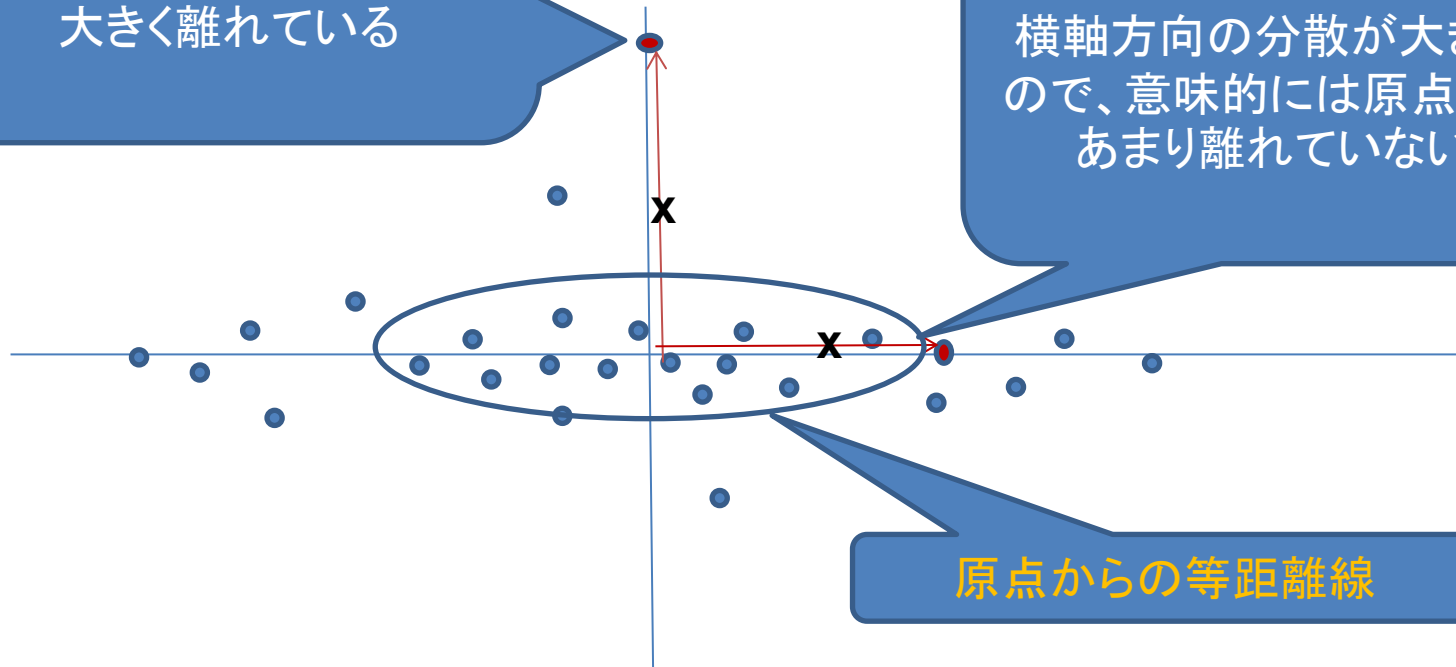 大きく離れている
横軸方向の分散が大
ので、意味的には原点
あまり離れていない
x
x
原点からの等距離線